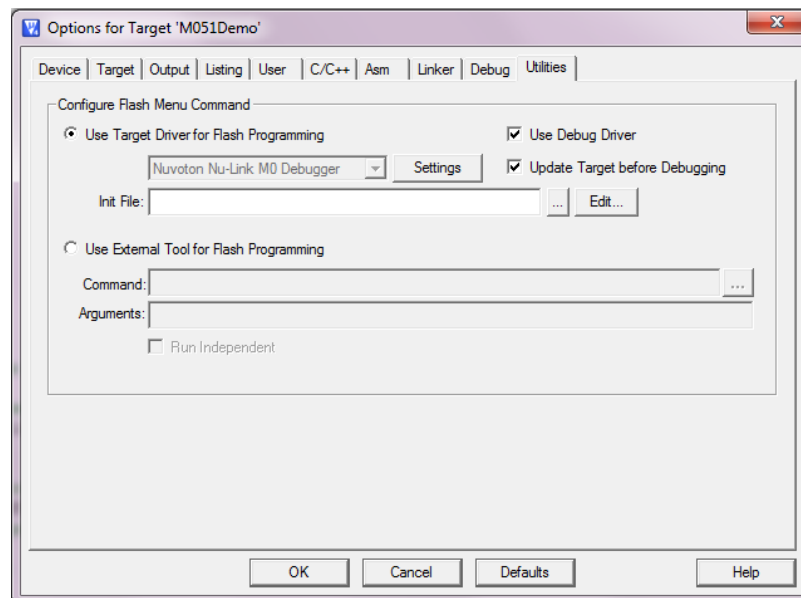 Options for Target 'M051Demo'
Device Target Output Listing User C/C++ Asm Linker Debug Utilities
Configure Flash Menu Command
Use Target Driver for Flash Programming Use Debug Driver
Nuvoton Nu-Link M0 Debugger Settings Update Target before Debugging
Init File: ... Edit...
Use External Tool for Flash Programming
Command: ...
Arguments:
Run Independent
OK Cancel Defaults Help